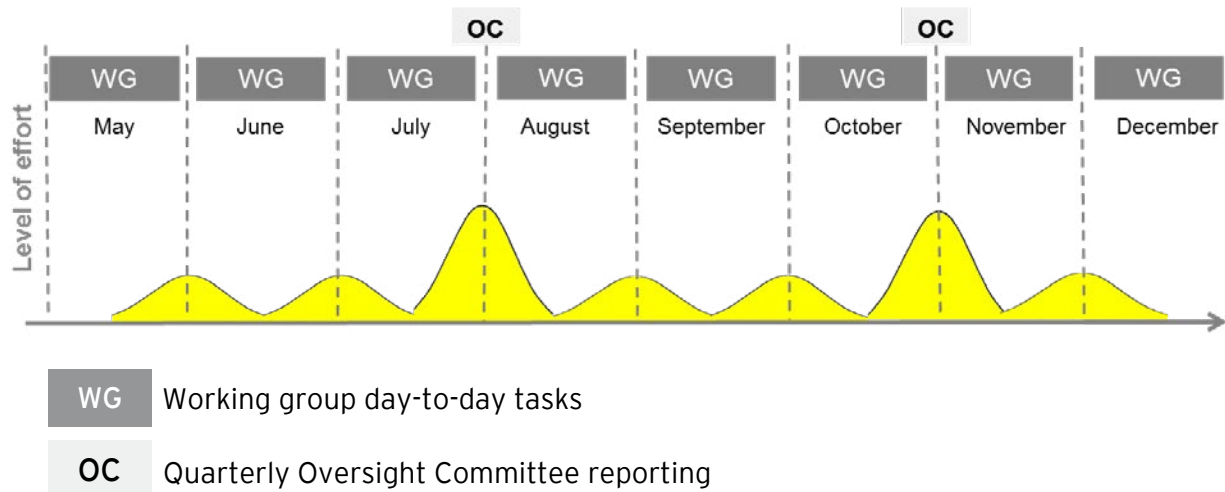 OC OC
WG WG WG WG WG WG WG WG
May June July August September October November December
Level of effort
WG Working group day-to-day tasks
OC Quarterly Oversight Committee reporting